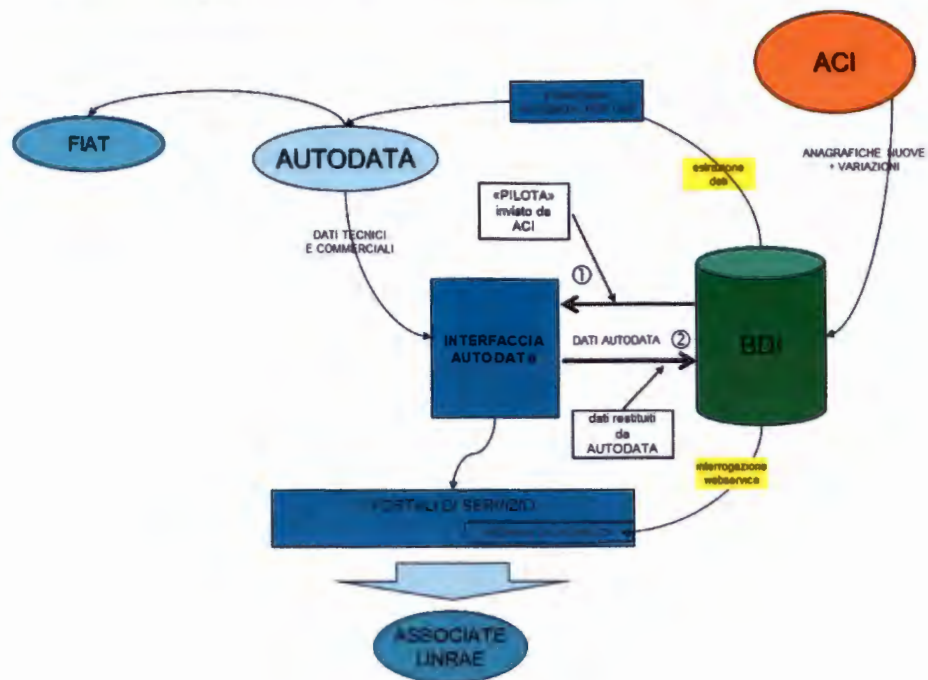 ACI
FIAT
AUTODATA
ANAGRAFICHE NUOVE
+ VARIAZIONI
estrazione
dati
«PILOTA»
inviato da
ACI
DATI TECNICI
E COMMERCIALI
①
INTERFACCIA
AUTODATA
DATI AUTODATA
②
BDI
dati restituiti
da
AUTODATA
interrogazione
webservice
PORTALI DI SERVIZIO
ASSOCIATE
UNRAE